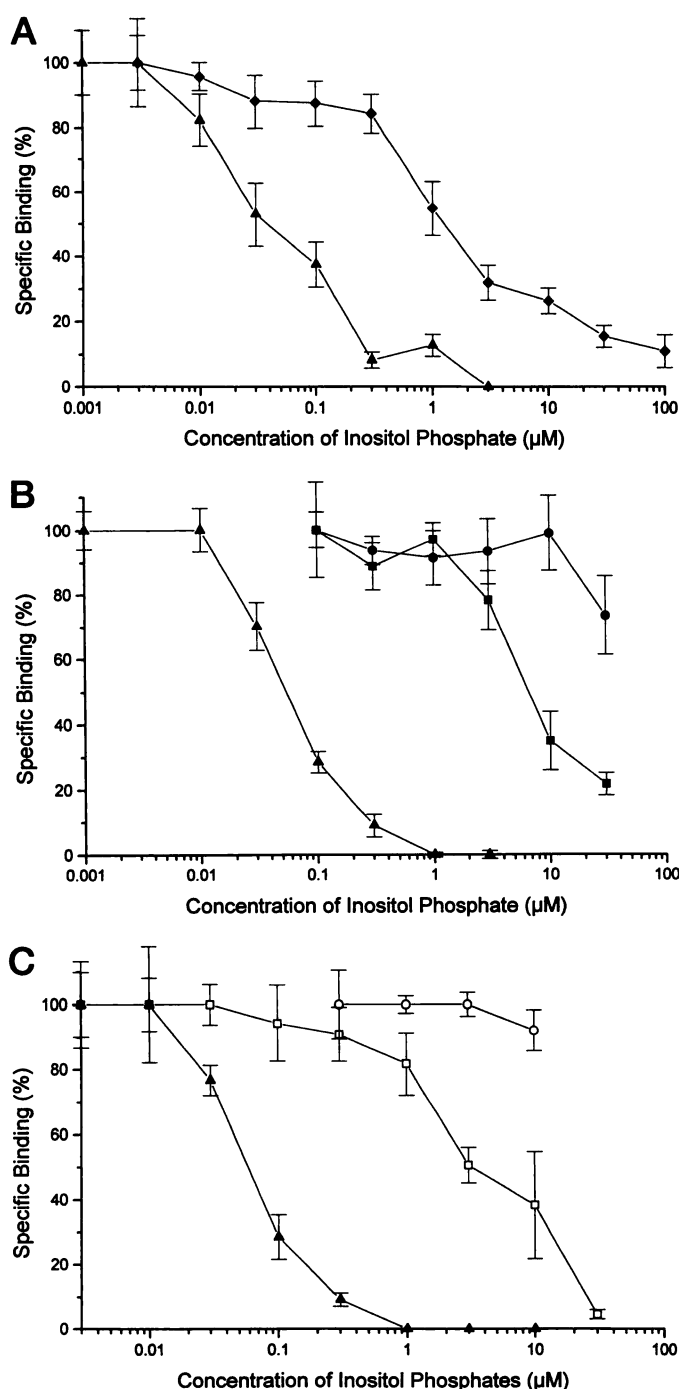 A
Specific Binding (%)
100
80
60
40
20
0
0.001 0.01 0.1 1 10 100
Concentration of Inositol Phosphate (µM)
B
Specific Binding (%)
100
80
60
40
20
0
0.001 0.01 0.1 1 10 100
Concentration of Inositol Phosphate (µM)
C
Specific Binding (%)
100
80
60
40
20
0
0.01 0.1 1 10 100
Concentration of Inositol Phosphates (µM)